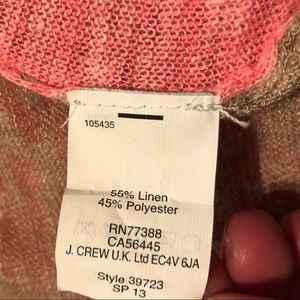 105435
55% Linen
45% Polyester
RN77388
CA56445
J. CREW U.K. Ltd EC4V 6JA
Style 39723
SP 13